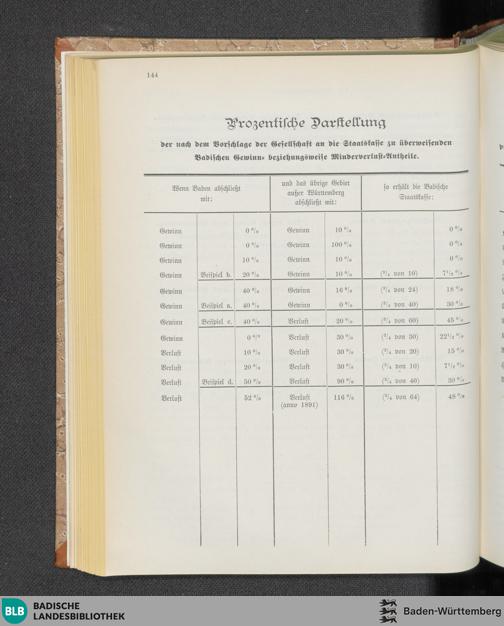 144
Prozentische Darstellung
der nach dem Vorschlage der Gesellschaft an die Staatskasse zu überweisenden
Badischen Gewinn- beziehungsweise Minderverlust-Antheile.
Wenn Baden abschließt mit: | und das übrige Gebiet außer Württemberg abschließt mit: | so erhält die Badische Staatskasse:
Gewinn 0 % Gewinn 10 % 0 %
Gewinn 0 % Gewinn 100 % 0 %
Gewinn 10 % Gewinn 10 % 0 %
Gewinn Beispiel b. 20 % Gewinn 10 % (3/4 von 10) 7 1/2 %
Gewinn 40 % Gewinn 16 % (3/4 von 24) 18 %
Gewinn Beispiel a. 40 % Gewinn 0 % (3/4 von 40) 30 %
Gewinn Beispiel c. 40 % Verlust 20 % (3/4 von 60) 45 %
Gewinn 0 % Verlust 30 % (3/4 von 30) 22 1/2 %
Verlust 10 % Verlust 30 % (3/4 von 20) 15 %
Verlust 20 % Verlust 30 % (3/4 von 10) 7 1/2 %
Verlust Beispiel d. 50 % Verlust 90 % (3/4 von 40) 30 %
Verlust 52 % Verlust 116 % (3/4 von 64) 48 %
(anno 1891)
BLB BADISCHE
LANDESBIBLIOTHEK
Baden-Württemberg